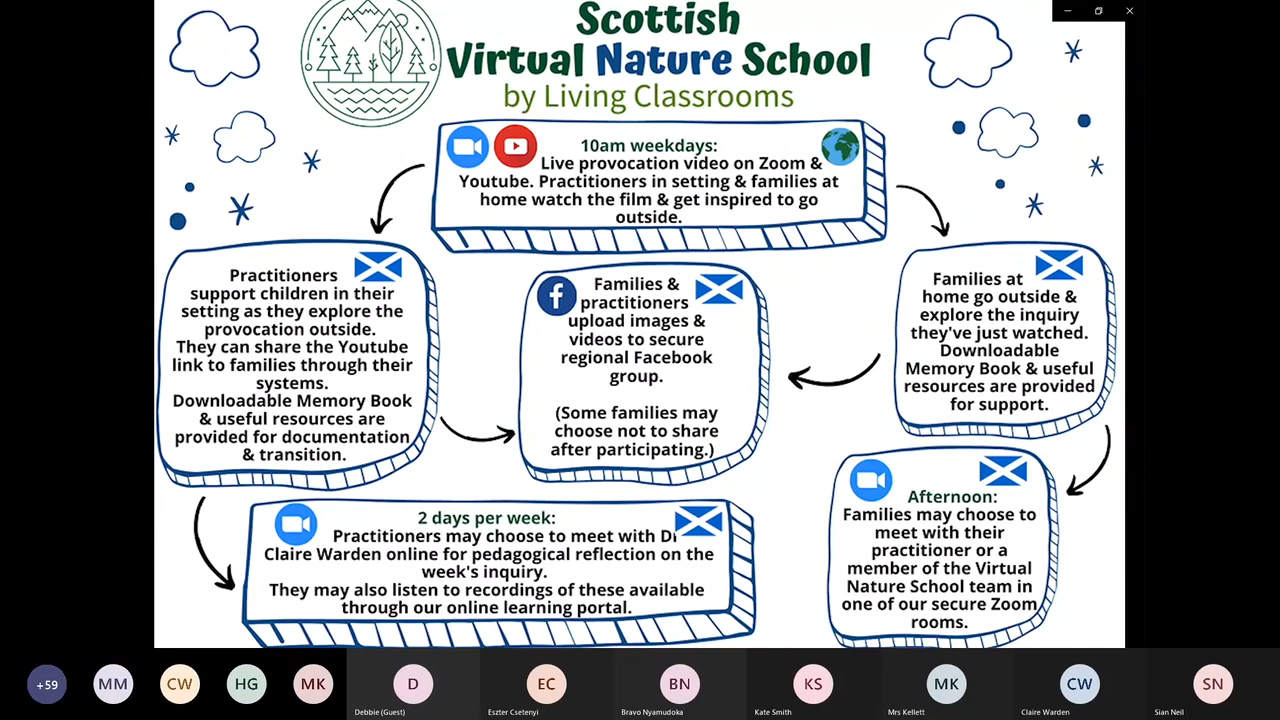 Scottish
Virtual Nature School
by Living Classrooms
10am weekdays:
Live provocation video on Zoom &
Youtube. Practitioners in setting & families at
home watch the film & get inspired to go
outside.
Practitioners
support children in their
setting as they explore the
provocation outside.
They can share the Youtube
link to families through their
systems.
Downloadable Memory Book
& useful resources are
provided for documentation
& transition.
Families &
practitioners
upload images &
videos to secure
regional Facebook
group.
(Some families may
choose not to share
after participating.)
Families at
home go outside &
explore the inquiry
they've just watched.
Downloadable
Memory Book & useful
resources are provided
for support.
2 days per week:
Practitioners may choose to meet with Dr
Claire Warden online for pedagogical reflection on the
week's inquiry.
They may also listen to recordings of these available
through our online learning portal.
Afternoon:
Families may choose to
meet with their
practitioner or a
member of the Virtual
Nature School team in
one of our secure Zoom
rooms.
+59
MM
CW
HG
MK
D
Debbie (Guest)
EC
Eszter Csetenyi
BN
Bravo Nyamudoka
KS
Kate Smith
MK
Mrs Kellett
CW
Claire Warden
SN
Sian Neil